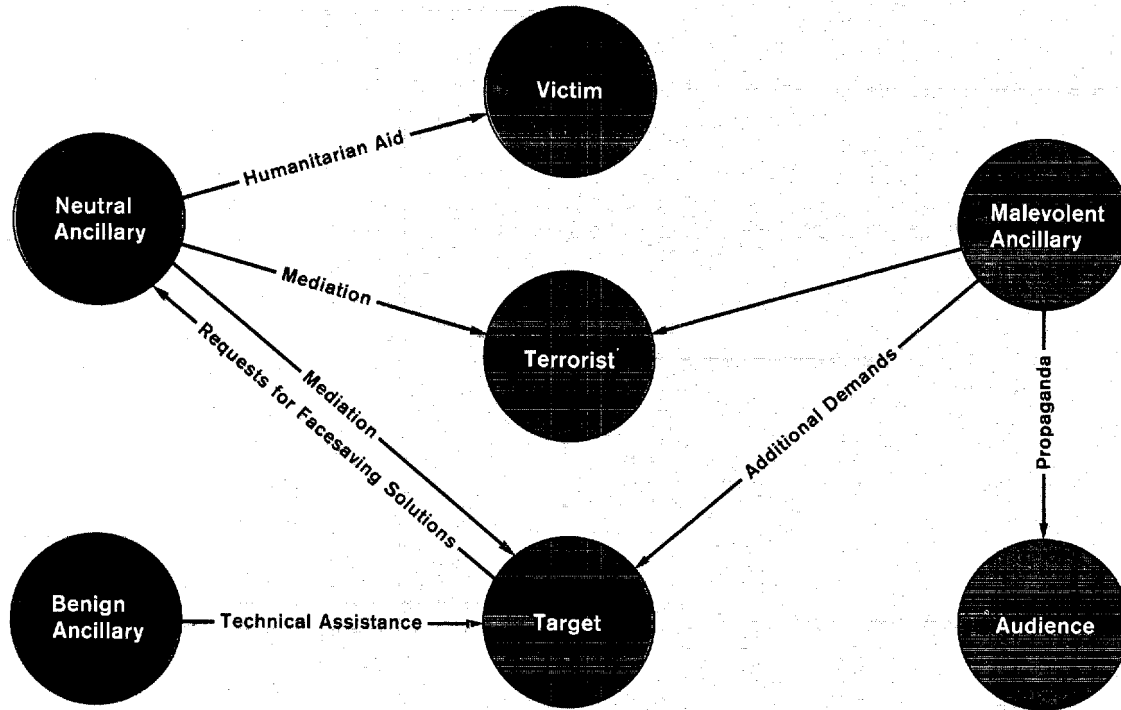 Victim
Humanitarian Aid
Neutral
Ancillary
Malevolent
Ancillary
Mediation
Terrorist
Requests for Facesaving Solutions
Mediation
Additional Demands
Propaganda
Benign
Ancillary
Technical Assistance
Target
Audience